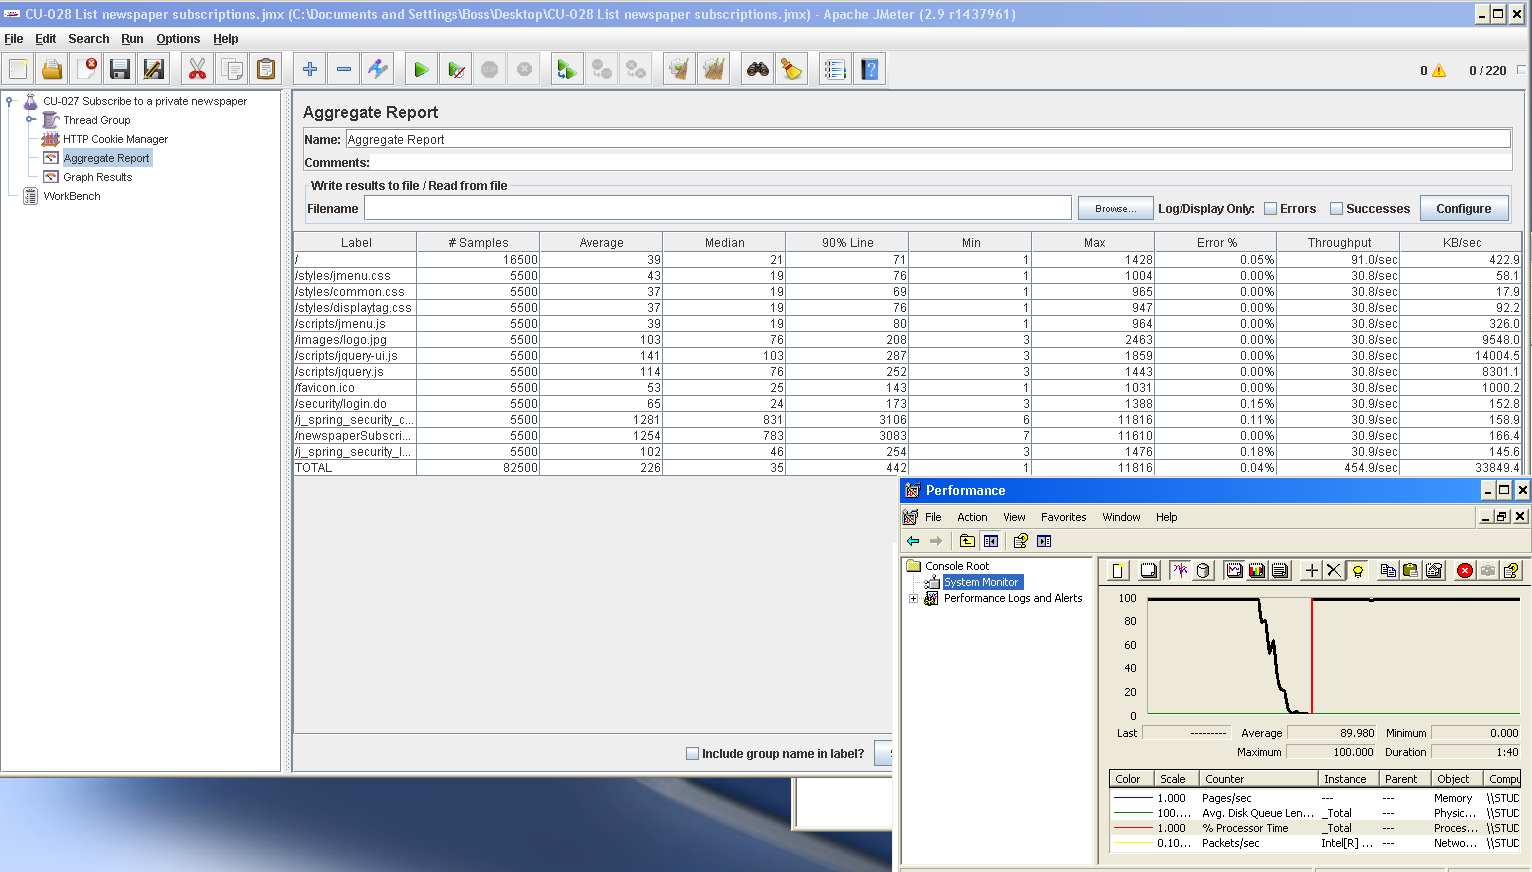 CU-028 List newspaper subscriptions.jmx (C:\Documents and Settings\Boss\Desktop\CU-028 List newspaper subscriptions.jmx) - Apache JMeter (2.9 r1437961)
File Edit Search Run Options Help
0 0 / 220
CU-027 Subscribe to a private newspaper
Thread Group
HTTP Cookie Manager
Aggregate Report
Graph Results
WorkBench
Aggregate Report
Name: Aggregate Report
Comments:
Write results to file / Read from file
Filename Browse... Log/Display Only: Errors Successes Configure
Label # Samples Average Median 90% Line Min Max Error % Throughput KB/sec
/ 16500 39 21 71 1 1428 0.05% 91.0/sec 422.9
/styles/jmenu.css 5500 43 19 76 1 1004 0.00% 30.8/sec 58.1
/styles/common.css 5500 37 19 69 1 965 0.00% 30.8/sec 17.9
/styles/displaytag.css 5500 37 19 76 1 947 0.00% 30.8/sec 92.2
/scripts/jmenu.js 5500 39 19 80 1 964 0.00% 30.8/sec 326.0
/images/logo.jpg 5500 103 76 208 3 2463 0.00% 30.8/sec 9548.0
/scripts/jquery-ui.js 5500 141 103 287 3 1859 0.00% 30.8/sec 14004.5
/scripts/jquery.js 5500 114 76 252 3 1443 0.00% 30.8/sec 8301.1
/favicon.ico 5500 53 25 143 1 1031 0.00% 30.8/sec 1000.2
/security/login.do 5500 65 24 173 3 1388 0.15% 30.9/sec 152.8
/j_spring_security_c... 5500 1281 831 3106 6 11816 0.11% 30.9/sec 158.9
/newspaperSubscri... 5500 1254 783 3083 7 11610 0.00% 30.9/sec 166.4
/j_spring_security_l... 5500 102 46 254 3 1476 0.18% 30.9/sec 145.6
TOTAL 82500 226 35 442 1 11816 0.04% 454.9/sec 33849.4
Include group name in label?
Performance
File Action View Favorites Window Help
Console Root
System Monitor
Performance Logs and Alerts
100
80
60
40
20
0
Last --------- Average 89.980 Minimum 0.000
Maximum 100.000 Duration 1:40
Color Scale Counter Instance Parent Object Compu
1.000 Pages/sec --- --- Memory \\STUD
100.... Avg. Disk Queue Len... _Total --- Physic... \\STUD
1.000 % Processor Time _Total --- Proces... \\STUD
0.10... Packets/sec Intel[R] ... --- Netwo... \\STUD